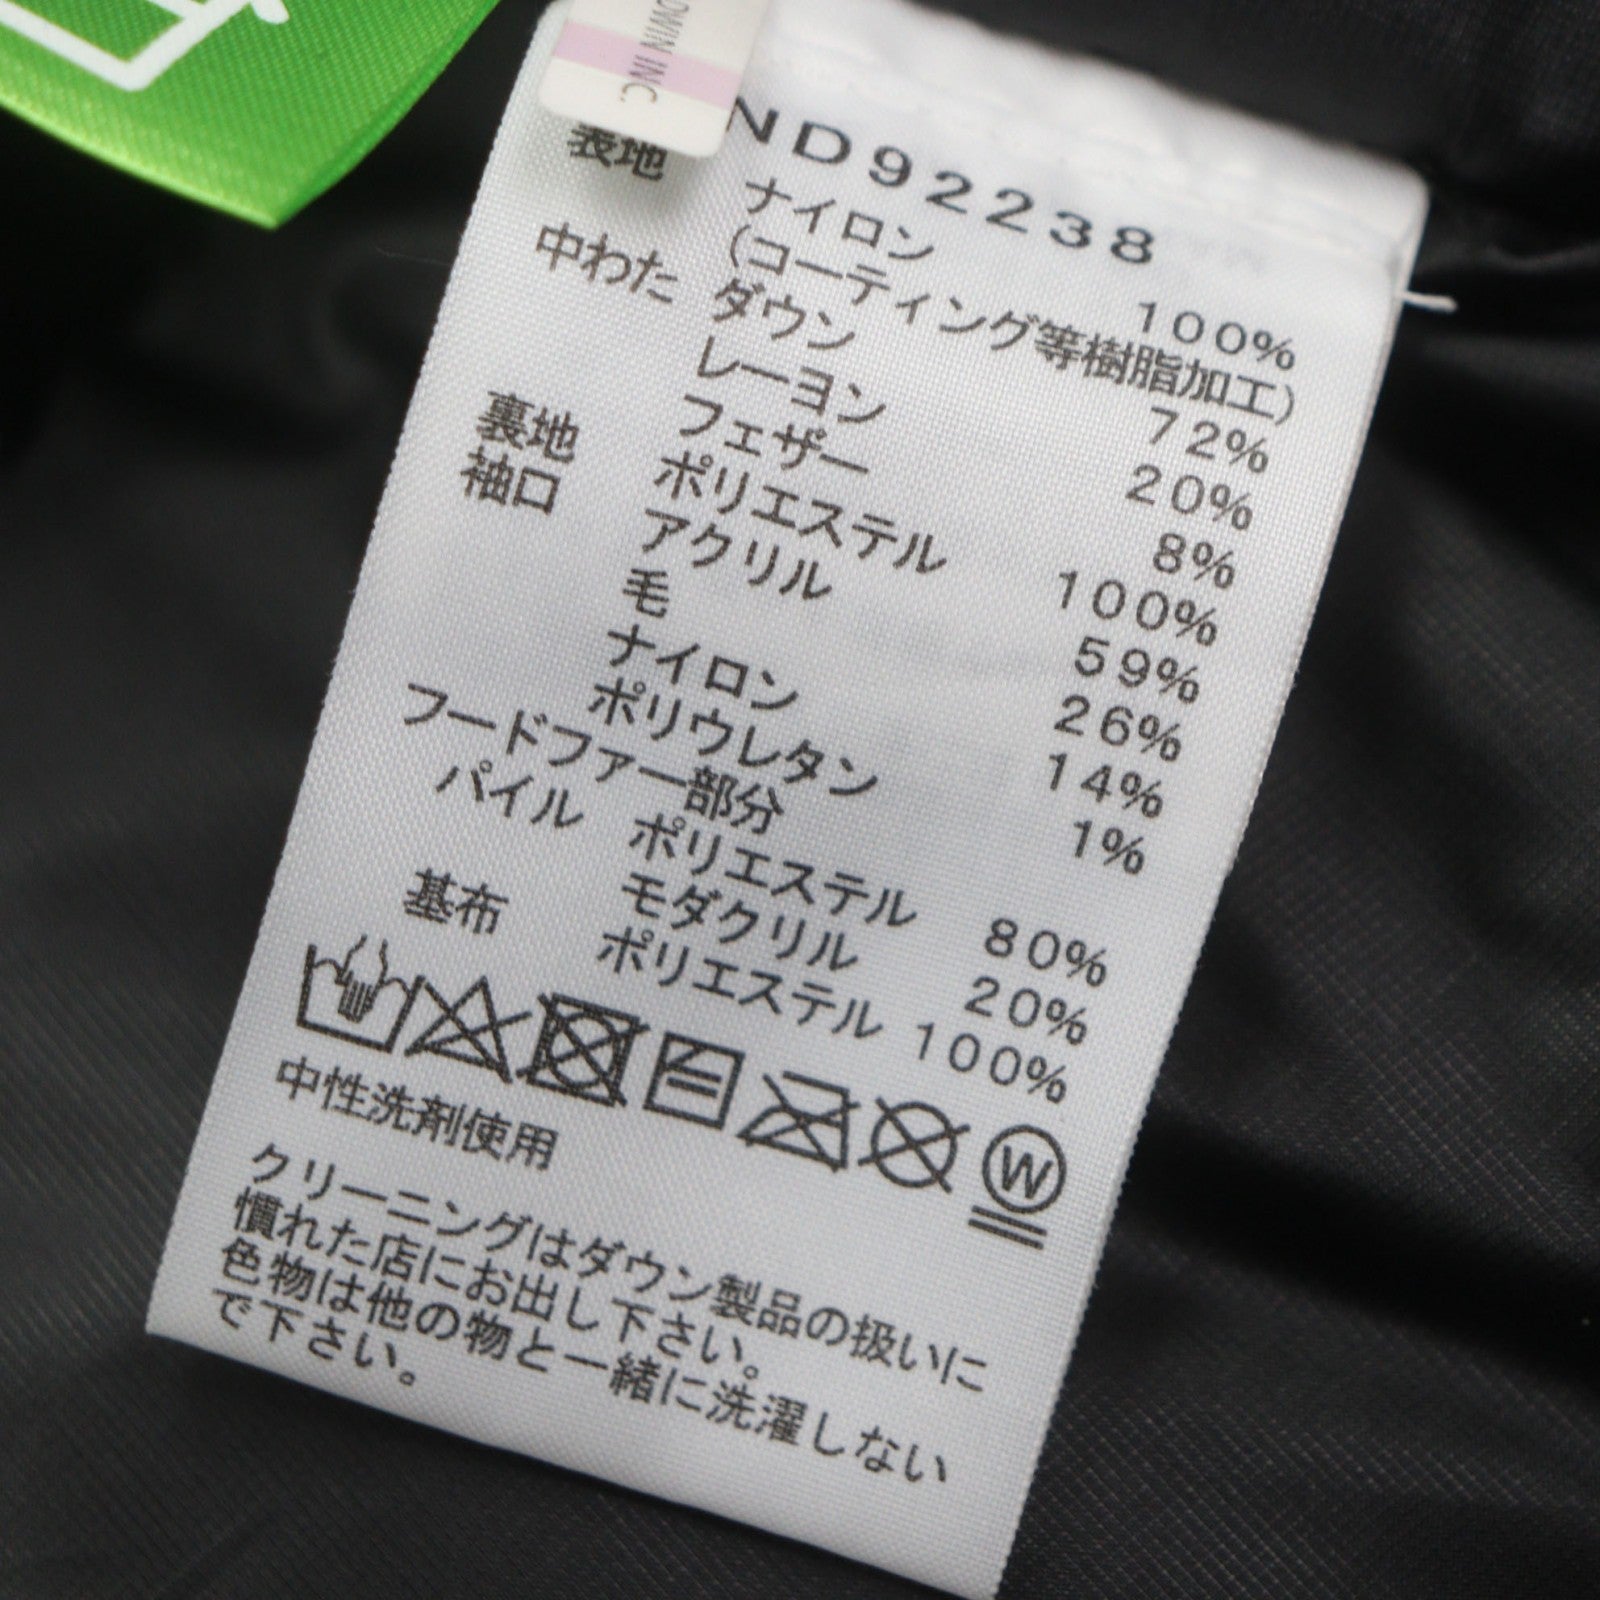 DWIN INC.
ND92238
表地 ナイロン 100%
(コーティング等樹脂加工)
中わた ダウン 72%
レーヨン 20%
フェザー 8%
裏地 ポリエステル 100%
袖口 アクリル 59%
毛 26%
ナイロン 14%
ポリウレタン 1%
フードファー部分
パイル ポリエステル 80%
モダクリル 20%
基布 ポリエステル 100%
W
中性洗剤使用
クリーニングはダウン製品の扱いに
慣れた店にお出し下さい。
色物は他の物と一緒に洗濯しない
で下さい。